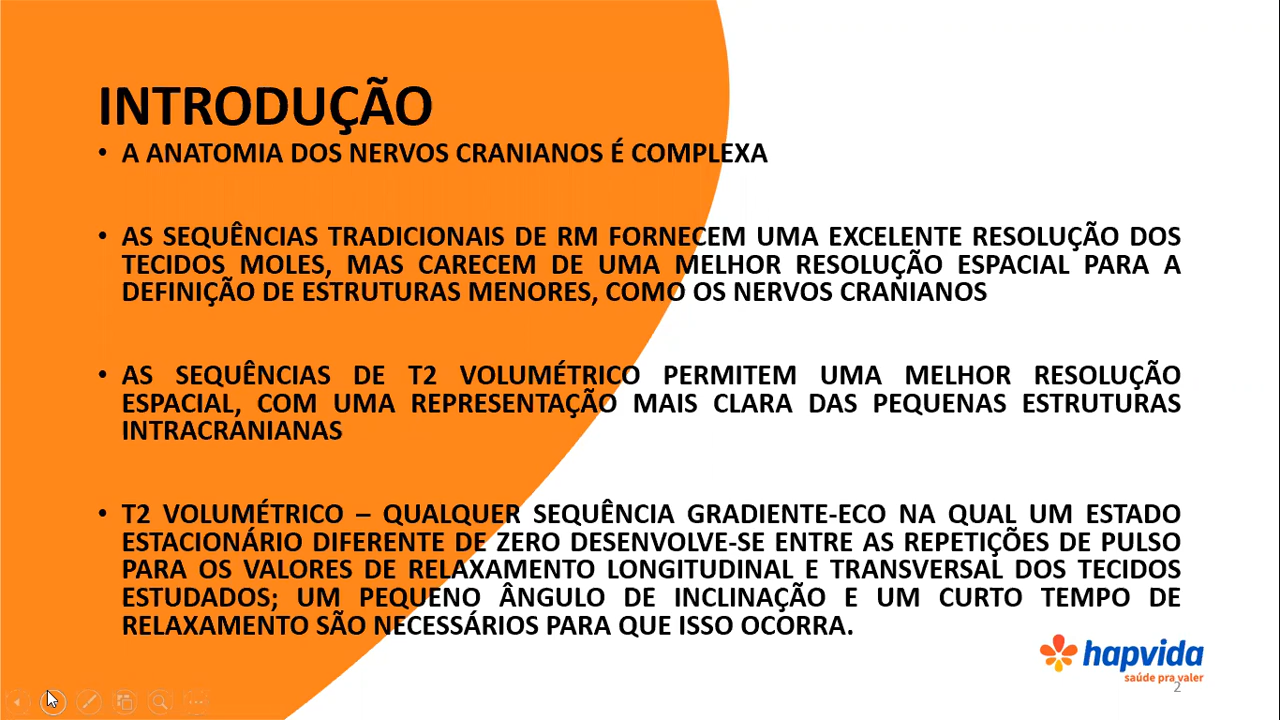 INTRODUÇÃO
• A ANATOMIA DOS NERVOS CRANIANOS É COMPLEXA
• AS SEQUÊNCIAS TRADICIONAIS DE RM FORNECEM UMA EXCELENTE RESOLUÇÃO DOS
TECIDOS MOLES, MAS CARECEM DE UMA MELHOR RESOLUÇÃO ESPACIAL PARA A
DEFINIÇÃO DE ESTRUTURAS MENORES, COMO OS NERVOS CRANIANOS
• AS SEQUÊNCIAS DE T2 VOLUMÉTRICO PERMITEM UMA MELHOR RESOLUÇÃO
ESPACIAL, COM UMA REPRESENTAÇÃO MAIS CLARA DAS PEQUENAS ESTRUTURAS
INTRACRANIANAS
• T2 VOLUMÉTRICO – QUALQUER SEQUÊNCIA GRADIENTE-ECO NA QUAL UM ESTADO
ESTACIONÁRIO DIFERENTE DE ZERO DESENVOLVE-SE ENTRE AS REPETIÇÕES DE PULSO
PARA OS VALORES DE RELAXAMENTO LONGITUDINAL E TRANSVERSAL DOS TECIDOS
ESTUDADOS; UM PEQUENO ÂNGULO DE INCLINAÇÃO E UM CURTO TEMPO DE
RELAXAMENTO SÃO NECESSÁRIOS PARA QUE ISSO OCORRA.
hapvida
saúde pra valer
2